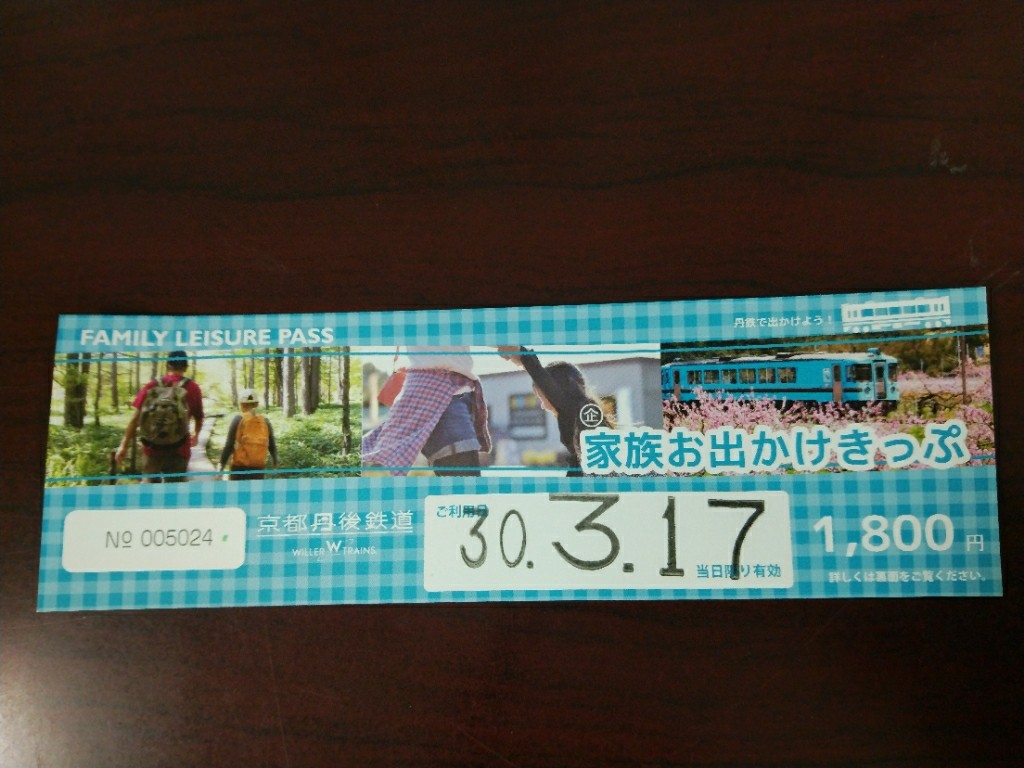 FAMILY LEISURE PASS
丹鉄で出かけよう!
企
家族お出かけきっぷ
№ 005024
京都丹後鉄道
WILLER TRAINS
ご利用日
30.3.17
当日限り有効
1,800 円
詳しくは裏面をご覧ください。